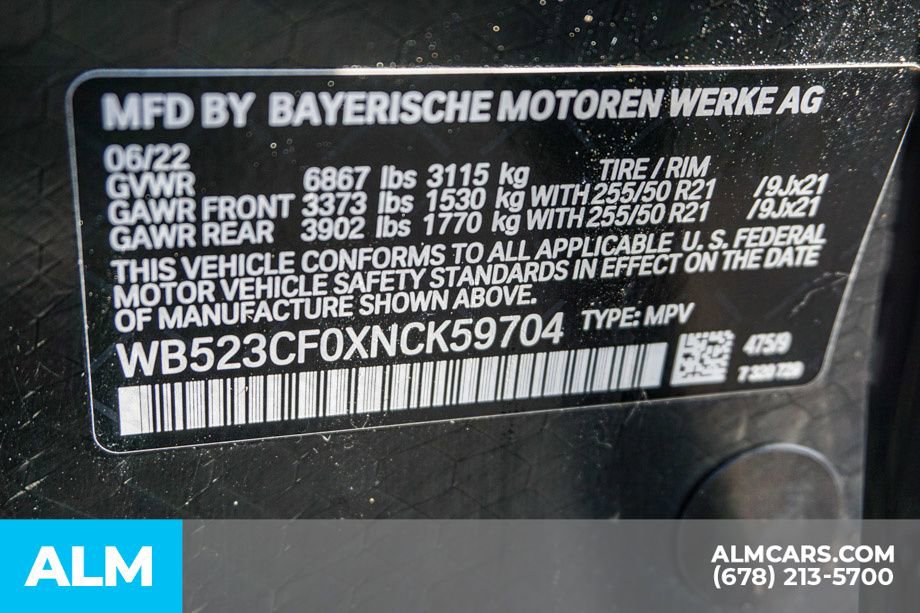 MFD BY BAYERISCHE MOTOREN WERKE AG
06/22 TIRE / RIM
GVWR 6867 lbs 3115 kg
GAWR FRONT 3373 lbs 1530 kg WITH 255/50 R21 /9Jx21
GAWR REAR 3902 lbs 1770 kg WITH 255/50 R21 /9Jx21
THIS VEHICLE CONFORMS TO ALL APPLICABLE U. S. FEDERAL
MOTOR VEHICLE SAFETY STANDARDS IN EFFECT ON THE DATE
OF MANUFACTURE SHOWN ABOVE.
WB523CF0XNCK59704 TYPE: MPV
475/9
ALM
ALMCARS.COM
(678) 213-5700